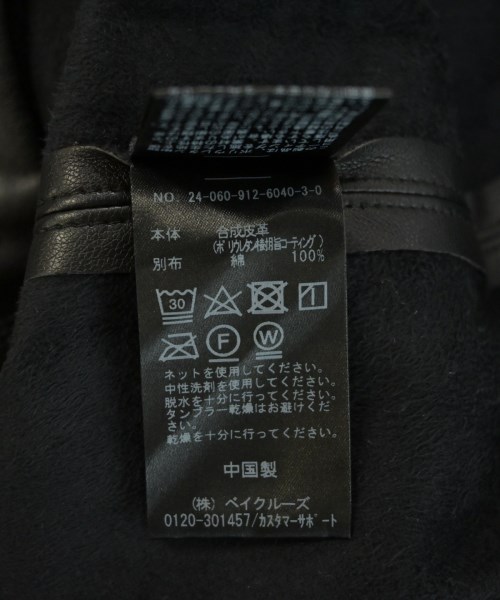 NO. 24-060-912-6040-3-0
本体 合成皮革
(ポリウレタン樹脂コーティング)
別布 綿 100%
30
F W
ネットを使用してください。
中性洗剤を使用してください。
脱水を十分に行ってください。
タンブラー乾燥はお避けくだ
さい。
乾燥を十分に行ってください。
中国製
(株) ベイクルーズ
0120-301457/カスタマーサポート